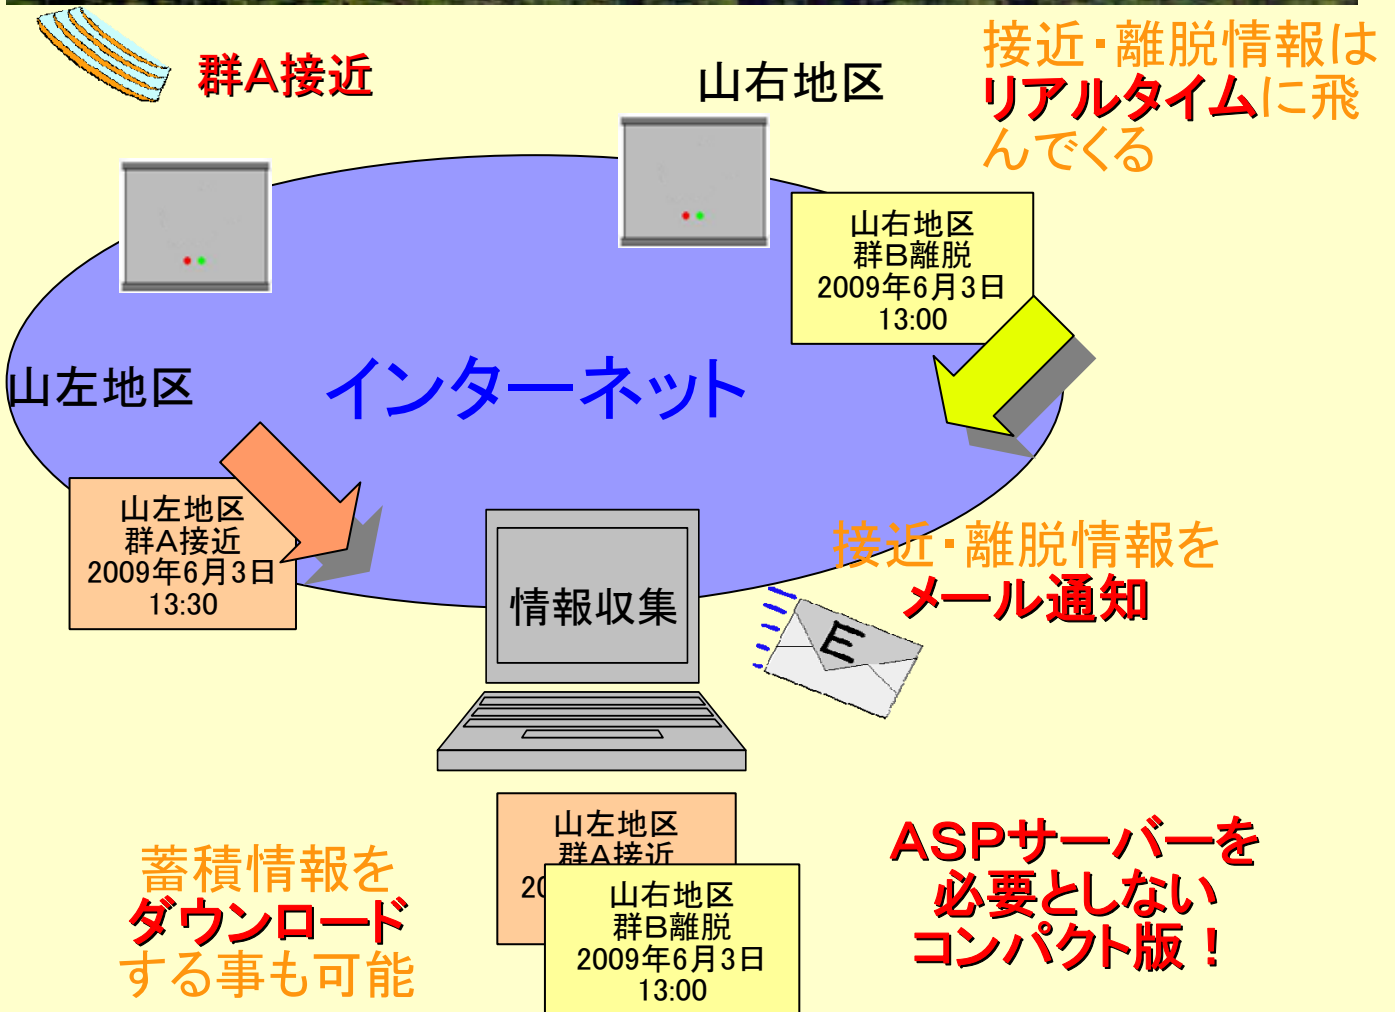 群A接近
山右地区
接近・離脱情報は
リアルタイムに飛
んでくる
山右地区
群B離脱
2009年6月3日
13:00
山左地区
インターネット
山左地区
群A接近
2009年6月3日
13:30
情報収集
接近・離脱情報を
メール通知
E
山左地区
群A接近
20
山右地区
群B離脱
2009年6月3日
13:00
蓄積情報を
ダウンロード
する事も可能
ASPサーバーを
必要としない
コンパクト版！